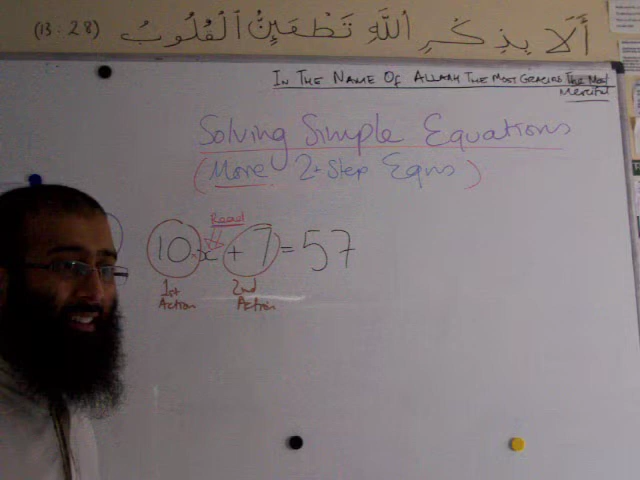 أَلَا بِذِكْرِ اللَّهِ تَطْمَئِنُّ الْقُلُوبُ (13:28)
IN THE NAME OF ALLAAH THE MOST GRACIOUS THE MOST
MERCIFUL
Solving Simple Equations
(More 2+ Step Eqns)
Read
10x + 7 = 57
1st 2nd
Action Action